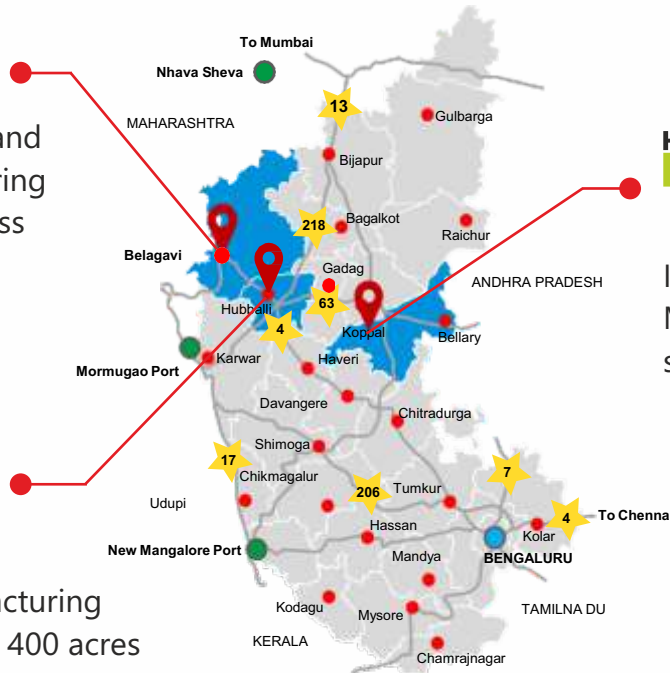 To Mumbai
Nhava Sheva
13
MAHARASHTRA
Gulbarga
and
ring
ss
Bijapur
218
Bagalkot
Raichur
Belagavi
Gadag
ANDHRA PRADESH
63
Hubballi
4
Koppal
Bellary
Karwar
Haveri
Mormugao Port
Davangere
Chitradurga
Shimoga
17
Chikmagalur
7
206
Tumkur
Udupi
4
To Chenna
Hassan
Kolar
New Mangalore Port
BENGALURU
Mandya
Kodagu
Mysore
TAMILNA DU
acturing
400 acres
KERALA
Chamrajnagar